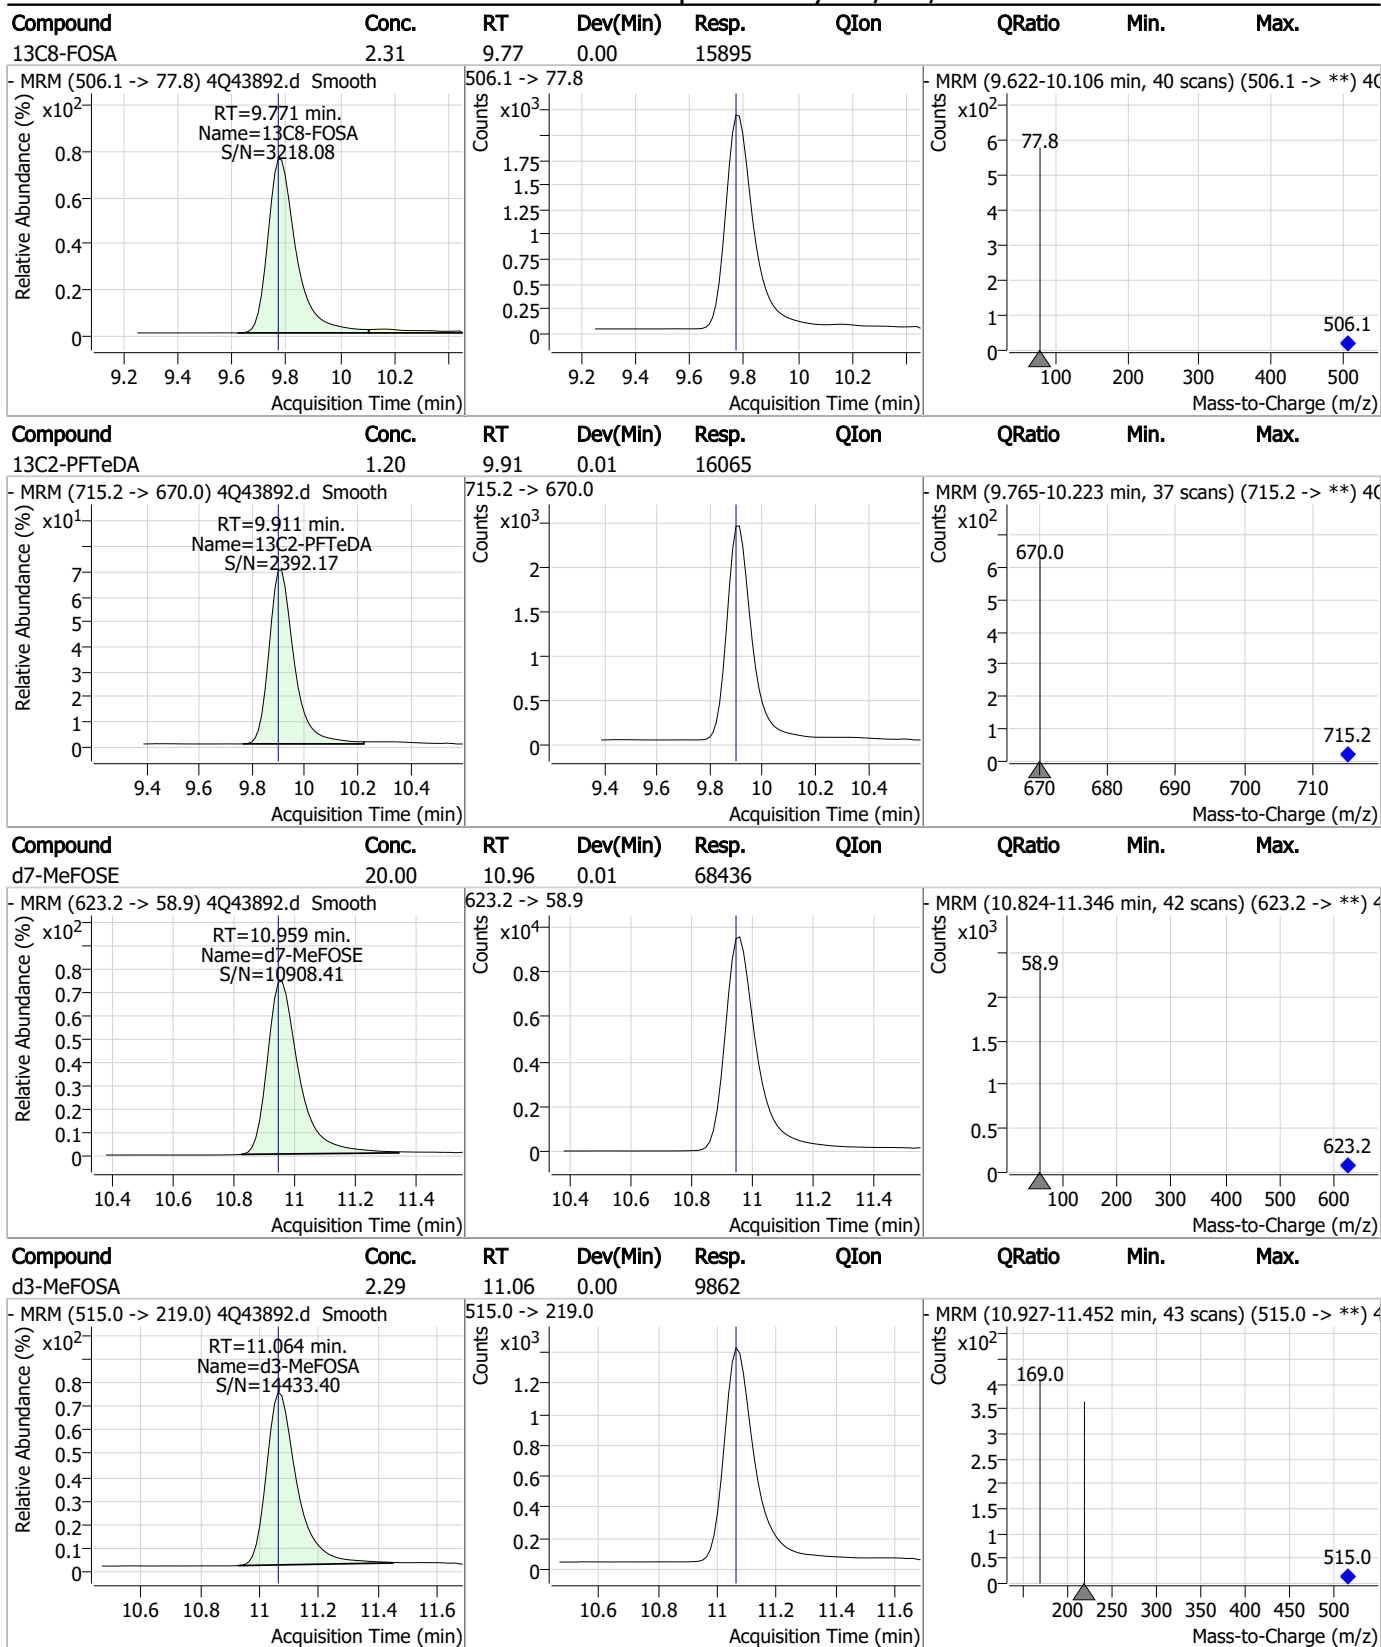 Compound Conc. RT Dev(Min) Resp. QIon QRatio Min. Max.
13C8-FOSA 2.31 9.77 0.00 15895
- MRM (506.1 -> 77.8) 4Q43892.d Smooth
506.1 -> 77.8
- MRM (9.622-10.106 min, 40 scans) (506.1 -> **)
Relative Abundance (%)
x10²
RT=9.771 min.
Name=13C8-FOSA
S/N=3218.08
0.8
0.6
0.4
0.2
0
9.2 9.4 9.6 9.8 10 10.2
Acquisition Time (min)
Counts
x10³
1.75
1.5
1.25
1
0.75
0.5
0.25
0
9.2 9.4 9.6 9.8 10 10.2
Acquisition Time (min)
Counts
x10²
6
5
4
3
2
1
0
77.8
506.1
100 200 300 400 500
Mass-to-Charge (m/z)
Compound Conc. RT Dev(Min) Resp. QIon QRatio Min. Max.
13C2-PFTeDA 1.20 9.91 0.01 16065
- MRM (715.2 -> 670.0) 4Q43892.d Smooth
715.2 -> 670.0
- MRM (9.765-10.223 min, 37 scans) (715.2 -> **)
Relative Abundance (%)
x10¹
RT=9.911 min.
Name=13C2-PFTeDA
S/N=2392.17
7
6
5
4
3
2
1
0
9.4 9.6 9.8 10 10.2 10.4
Acquisition Time (min)
Counts
x10³
2
1.5
1
0.5
0
9.4 9.6 9.8 10 10.2 10.4
Acquisition Time (min)
Counts
x10²
6
5
4
3
2
1
0
670.0
715.2
670 680 690 700 710
Mass-to-Charge (m/z)
Compound Conc. RT Dev(Min) Resp. QIon QRatio Min. Max.
d7-MeFOSE 20.00 10.96 0.01 68436
- MRM (623.2 -> 58.9) 4Q43892.d Smooth
623.2 -> 58.9
- MRM (10.824-11.346 min, 42 scans) (623.2 -> **)
Relative Abundance (%)
x10²
RT=10.959 min.
Name=d7-MeFOSE
S/N=10908.41
0.8
0.7
0.6
0.5
0.4
0.3
0.2
0.1
0
10.4 10.6 10.8 11 11.2 11.4
Acquisition Time (min)
Counts
x10⁴
0.8
0.6
0.4
0.2
0
10.4 10.6 10.8 11 11.2 11.4
Acquisition Time (min)
Counts
x10³
2
1.5
1
0.5
0
58.9
623.2
100 200 300 400 500 600
Mass-to-Charge (m/z)
Compound Conc. RT Dev(Min) Resp. QIon QRatio Min. Max.
d3-MeFOSA 2.29 11.06 0.00 9862
- MRM (515.0 -> 219.0) 4Q43892.d Smooth
515.0 -> 219.0
- MRM (10.927-11.452 min, 43 scans) (515.0 -> **)
Relative Abundance (%)
x10²
RT=11.064 min.
Name=d3-MeFOSA
S/N=14433.40
0.8
0.7
0.6
0.5
0.4
0.3
0.2
0.1
0
10.6 10.8 11 11.2 11.4 11.6
Acquisition Time (min)
Counts
x10³
1.2
1
0.8
0.6
0.4
0.2
0
10.6 10.8 11 11.2 11.4 11.6
Acquisition Time (min)
Counts
x10²
4
3.5
3
2.5
2
1.5
1
0.5
0
169.0
515.0
200 250 300 350 400 450 500
Mass-to-Charge (m/z)